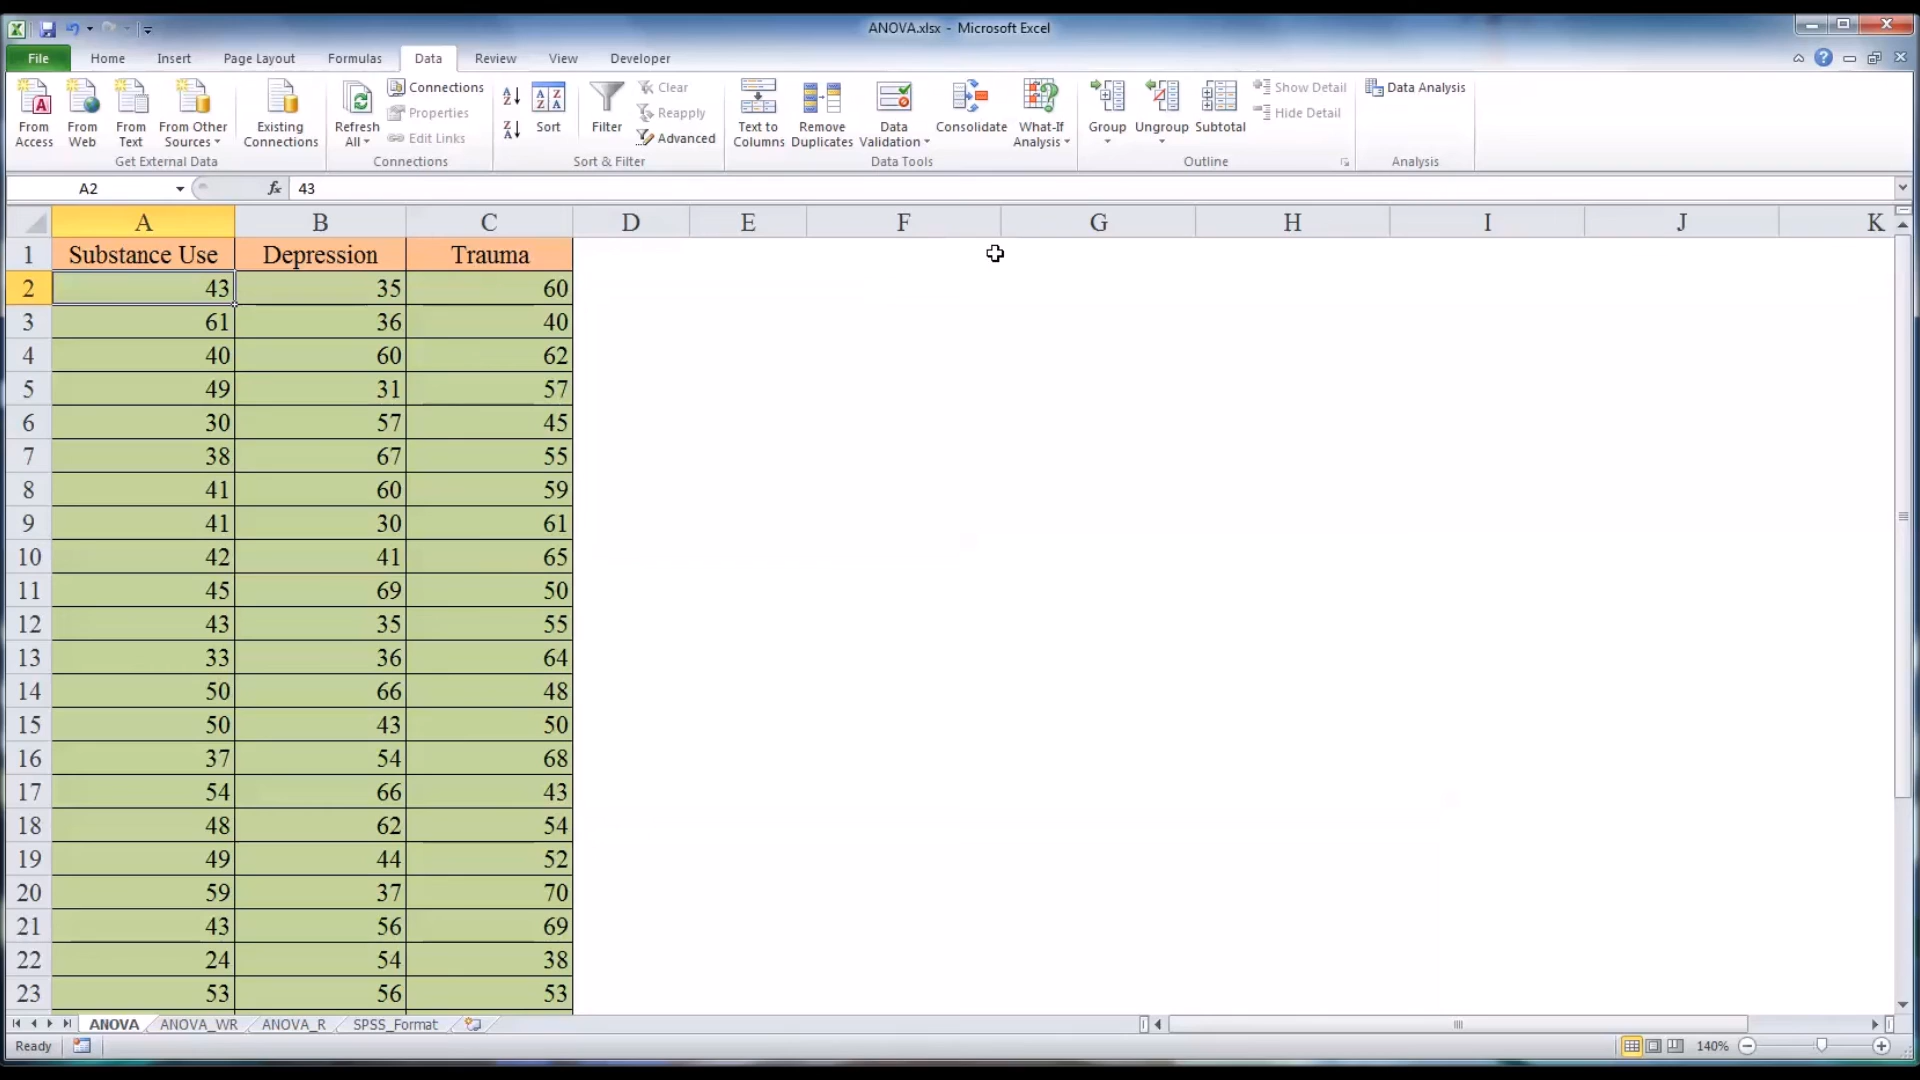 ANOVA.xlsx - Microsoft Excel
File Home Insert Page Layout Formulas Data Review View Developer
From Access From Web From Text From Other Sources Existing Connections Refresh All Connections Properties Edit Links Sort Filter Clear Reapply Advanced Text to Columns Remove Duplicates Data Validation Consolidate What-If Analysis Group Ungroup Subtotal Show Detail Hide Detail Data Analysis
Get External Data Connections Sort & Filter Data Tools Outline Analysis
A2 fx 43
A B C D E F G H I J K
1 Substance Use Depression Trauma
2 43 35 60
3 61 36 40
4 40 60 62
5 49 31 57
6 30 57 45
7 38 67 55
8 41 60 59
9 41 30 61
10 42 41 65
11 45 69 50
12 43 35 55
13 33 36 64
14 50 66 48
15 50 43 50
16 37 54 68
17 54 66 43
18 48 62 54
19 49 44 52
20 59 37 70
21 43 56 69
22 24 54 38
23 53 56 53
ANOVA ANOVA_WR ANOVA_R SPSS_Format
Ready 140%